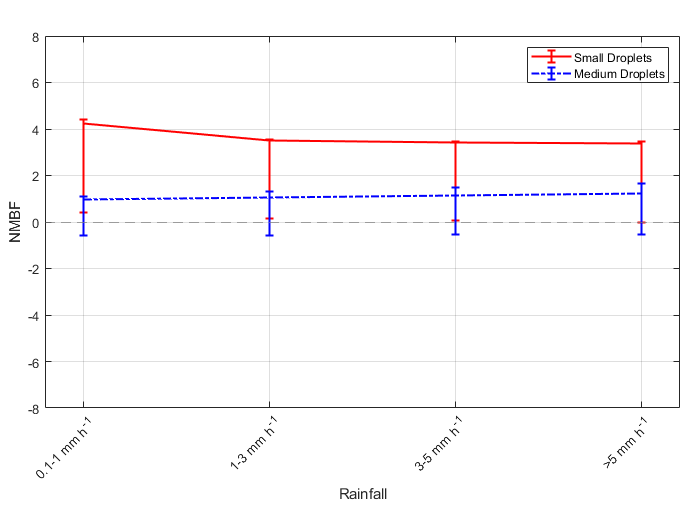 8
6
4
2
0
-2
-4
-6
-8
NMBF
Small Droplets
Medium Droplets
0.1-1 mm h⁻¹
1-3 mm h⁻¹
3-5 mm h⁻¹
>5 mm h⁻¹
Rainfall